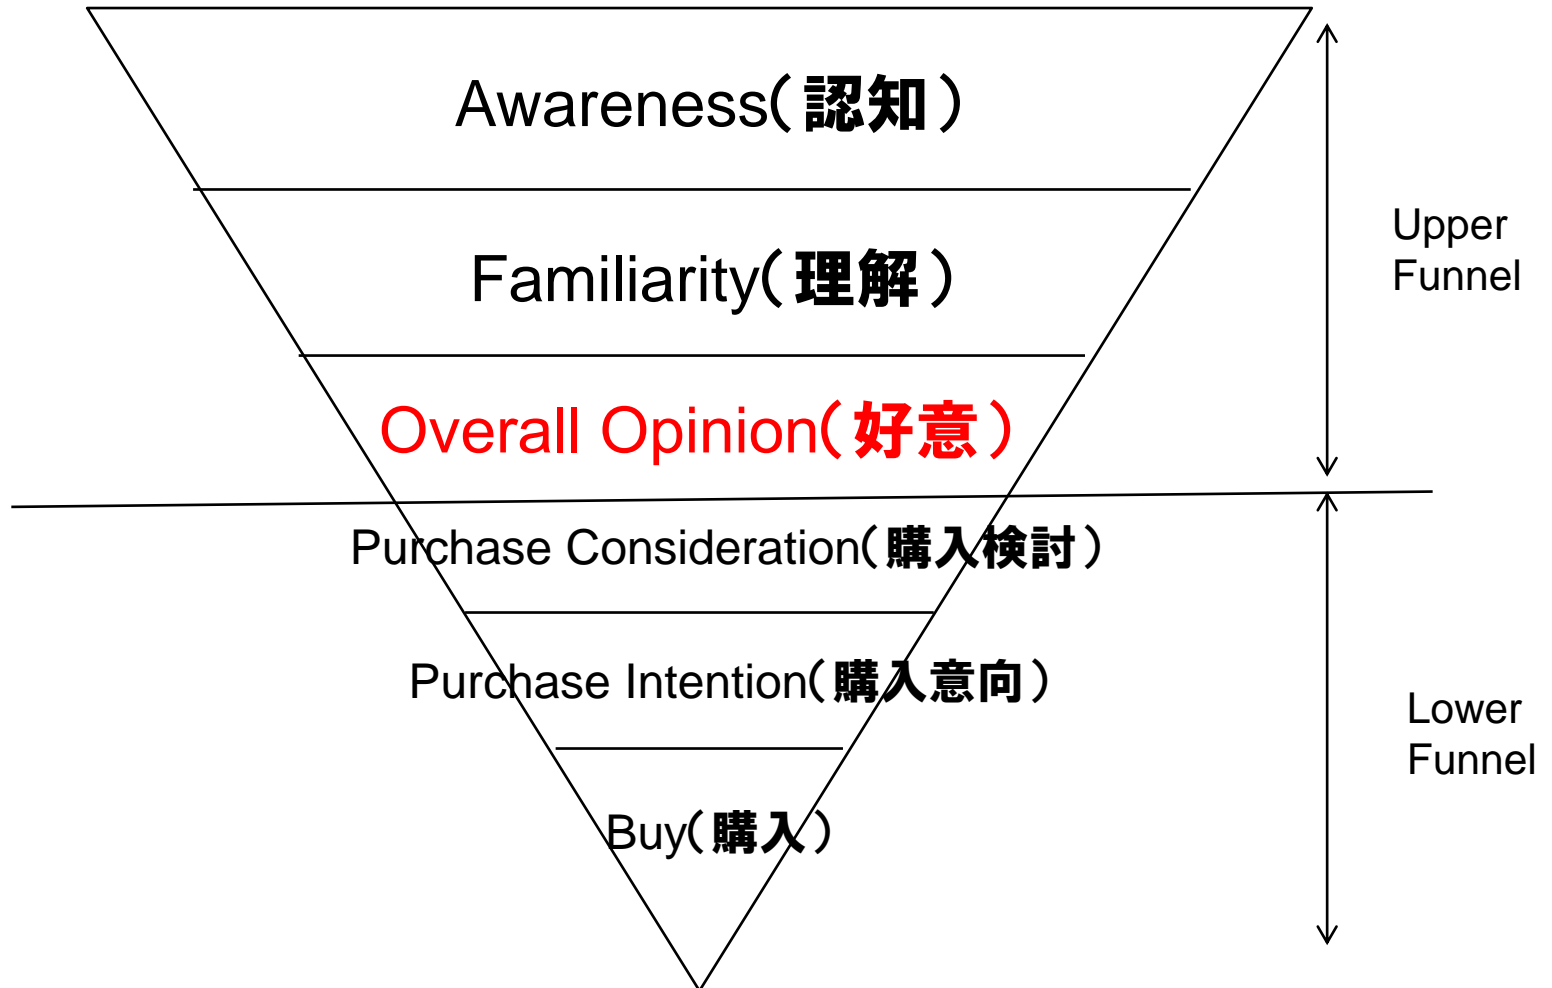 Awareness(認知)
Familiarity(理解)
Upper
Funnel
Overall Opinion(好意)
Purchase Consideration(購入検討)
Purchase Intention(購入意向)
Lower
Funnel
Buy(購入)